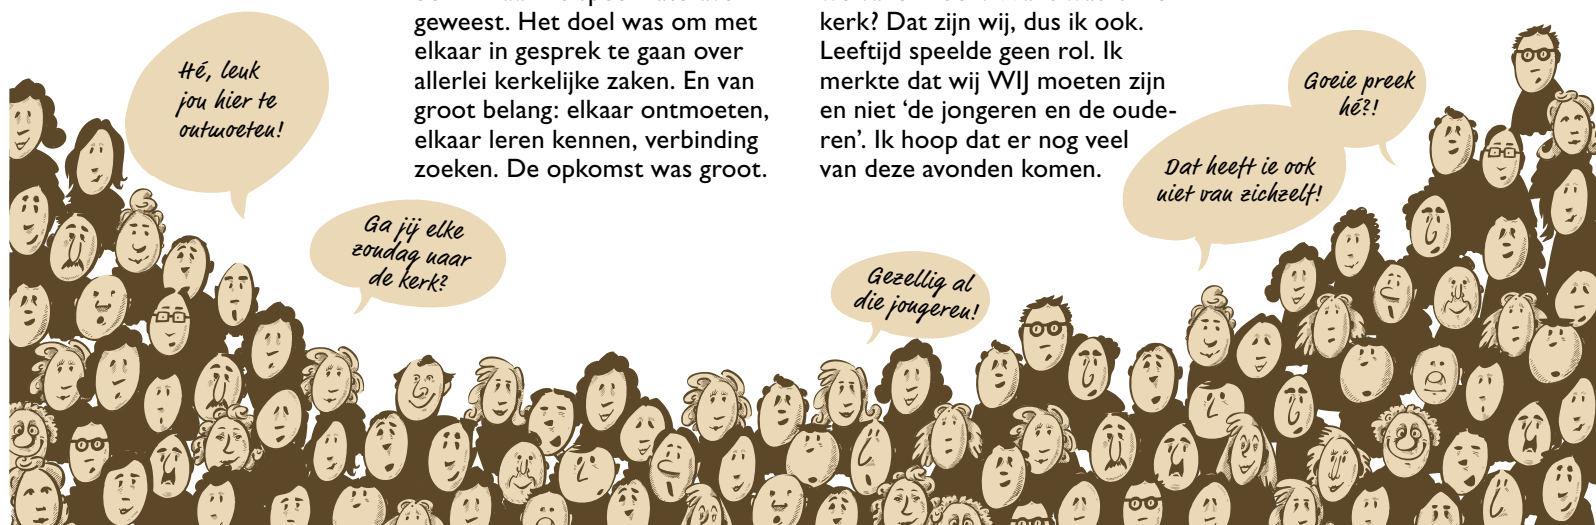 geweest. Het doel was om met
elkaar in gesprek te gaan over
allerlei kerkelijke zaken. En van
groot belang: elkaar ontmoeten,
elkaar leren kennen, verbinding
zoeken. De opkomst was groot.
kerk? Dat zijn wij, dus ik ook.
Leeftijd speelde geen rol. Ik
merkte dat wij WIJ moeten zijn
en niet ‘de jongeren en de oude-
ren’. Ik hoop dat er nog veel
van deze avonden komen.
Hé, leuk
jou hier te
ontmoeten!
Ga jij elke
zondag naar
de kerk?
Gezellig al
die jongeren!
Dat heeft ie ook
niet van zichzelf!
Goeie preek
hé?!